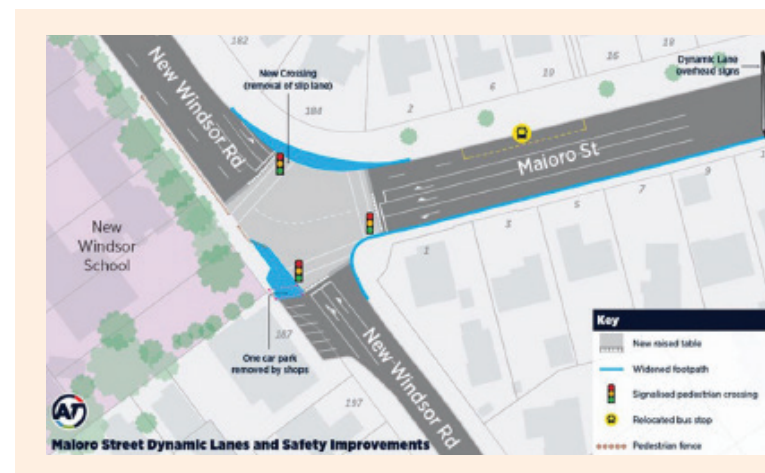 182
New Windsor Rd
New Crossing
(removal of slip lane)
184
2
6
10
16
18
Dynamic Lane
overhead signs
Maioro St
New
Windsor
School
1
3
5
7
9
187
One car park
removed by shops
197
New Windsor Rd
Key
New raised table
Widened footpath
Signalised pedestrian crossing
Relocated bus stop
Pedestrian fence
AT
Maioro Street Dynamic Lanes and Safety Improvements